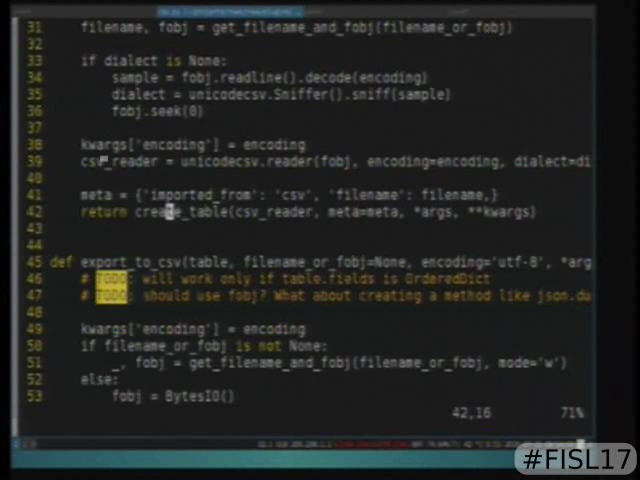 31 filename, fobj = get_filename_and_fobj(filename_or_fobj)
32
33 if dialect is None:
34 sample = fobj.readline().decode(encoding)
35 dialect = unicodecsv.Sniffer().sniff(sample)
36 fobj.seek(0)
37
38 kwargs['encoding'] = encoding
39 csv_reader = unicodecsv.reader(fobj, encoding=encoding, dialect=di
40
41 meta = {'imported_from': 'csv', 'filename': filename,}
42 return create_table(csv_reader, meta=meta, *args, **kwargs)
43
44
45 def export_to_csv(table, filename_or_fobj=None, encoding='utf-8', *arg
46 # TODO: will work only if table.fields is OrderedDict
47 # TODO: should use fobj? What about creating a method like json.du
48
49 kwargs['encoding'] = encoding
50 if filename_or_fobj is not None:
51 _, fobj = get_filename_and_fobj(filename_or_fobj, mode='w')
52 else:
53 fobj = BytesIO()
42,16 71%
#FISL17